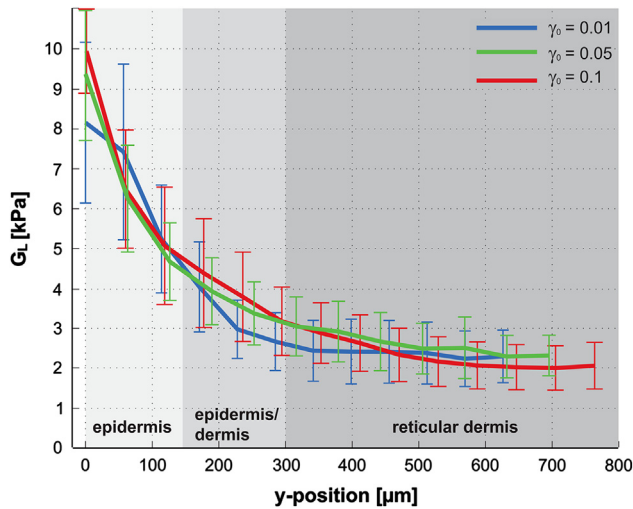 γ₀ = 0.01
γ₀ = 0.05
γ₀ = 0.1
10
9
8
7
6
5
4
3
2
1
0
G_L [kPa]
epidermis
epidermis/
dermis
reticular dermis
0 100 200 300 400 500 600 700 800
y-position [µm]